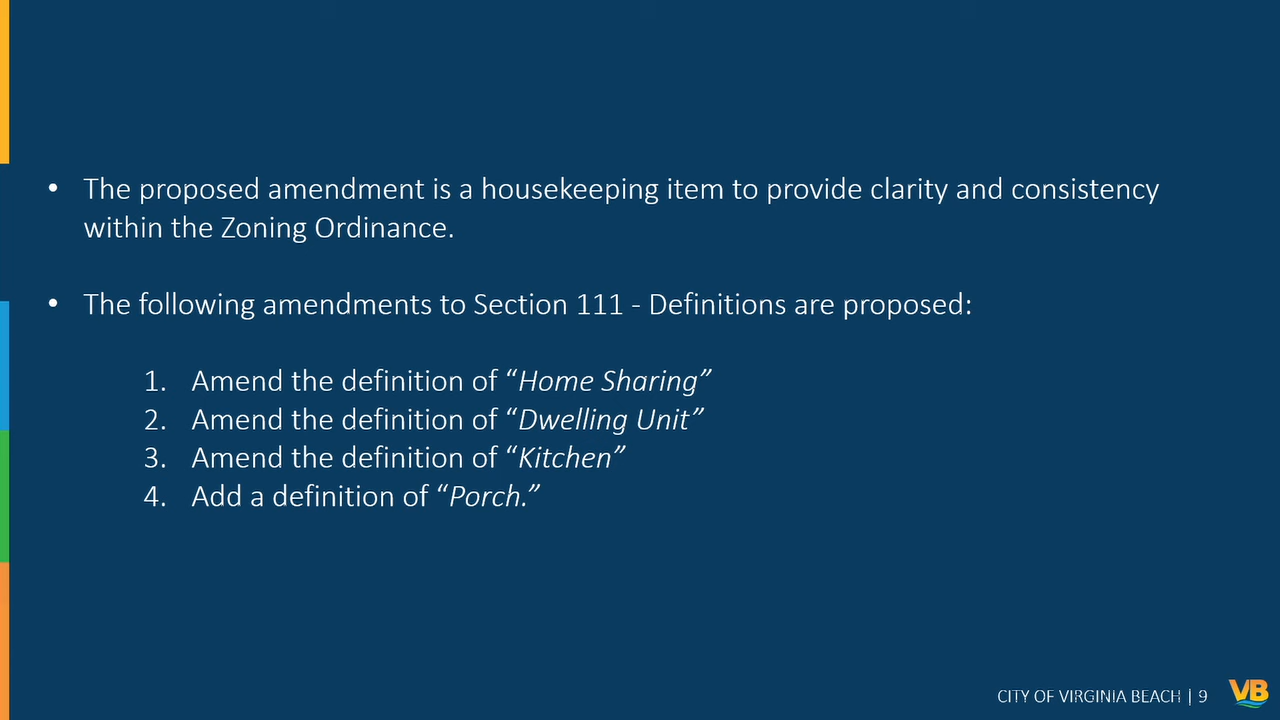 • The proposed amendment is a housekeeping item to provide clarity and consistency
within the Zoning Ordinance.
• The following amendments to Section 111 - Definitions are proposed:
1. Amend the definition of “Home Sharing”
2. Amend the definition of “Dwelling Unit”
3. Amend the definition of “Kitchen”
4. Add a definition of “Porch.”
CITY OF VIRGINIA BEACH | 9
VB